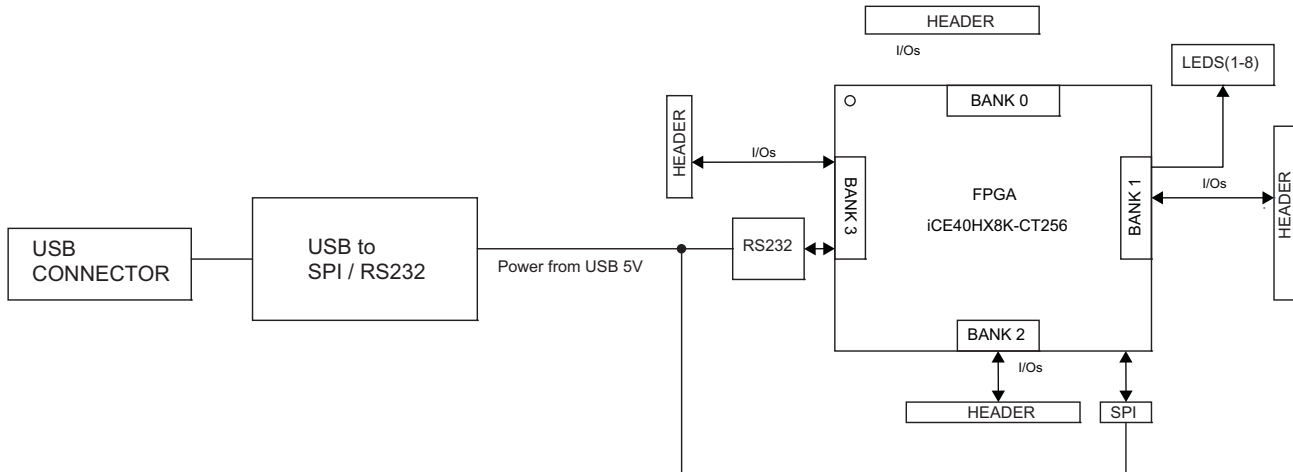 HEADER
I/Os
LEDS(1-8)
BANK 0
HEADER
I/Os
BANK 3
FPGA
iCE40HX8K-CT256
BANK 1
I/Os
HEADER
USB
CONNECTOR
USB to
SPI / RS232
Power from USB 5V
RS232
BANK 2
I/Os
HEADER
SPI